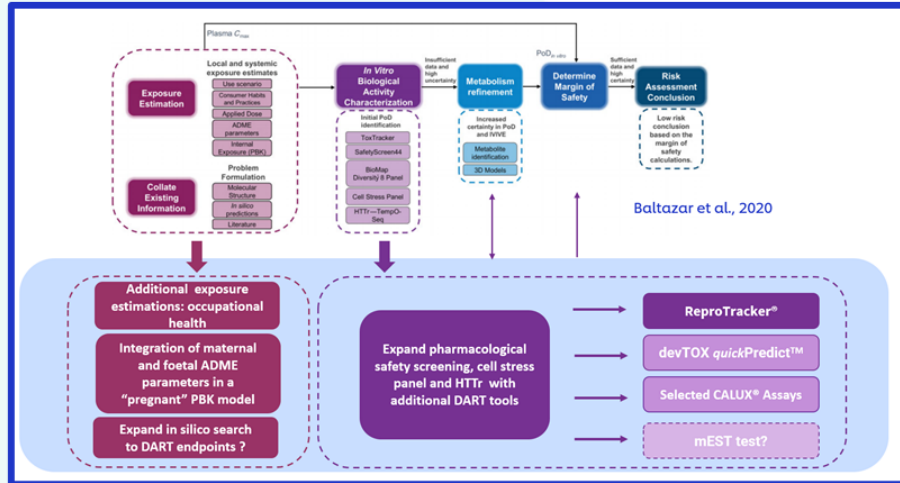 Plasma Cmax
PoDin vitro
Local and systemic
exposure estimates
Exposure
Estimation
Use scenario
Consumer Habits
and Practices
Applied Dose
ADME
parameters
Internal
Exposure (PBK)
Collate
Existing
Information
Problem
Formulation
Molecular
Structure
In silico
predictions
Literature
In Vitro
Biological
Activity
Characterization
Initial PoD
identification
ToxTracker
SafetyScreen44
BioMap
Diversity 8 Panel
Cell Stress Panel
HTTr—TempO-
Seq
Insufficient
data and
high
uncertainty
Metabolism
refinement
Increased
certainty in PoD
and IVIVE
Metabolite
identification
3D Models
Determine
Margin of
Safety
Sufficient
data and
high certainty
Risk
Assessment
Conclusion
Low risk
conclusion
based on the
margin of
safety
calculations.
Baltazar et al., 2020
Additional exposure
estimations: occupational
health
Integration of maternal
and foetal ADME
parameters in a
"pregnant" PBK model
Expand in silico search
to DART endpoints ?
Expand pharmacological
safety screening, cell stress
panel and HTTr with
additional DART tools
ReproTracker®
devTOX quickPredict™
Selected CALUX® Assays
mEST test?